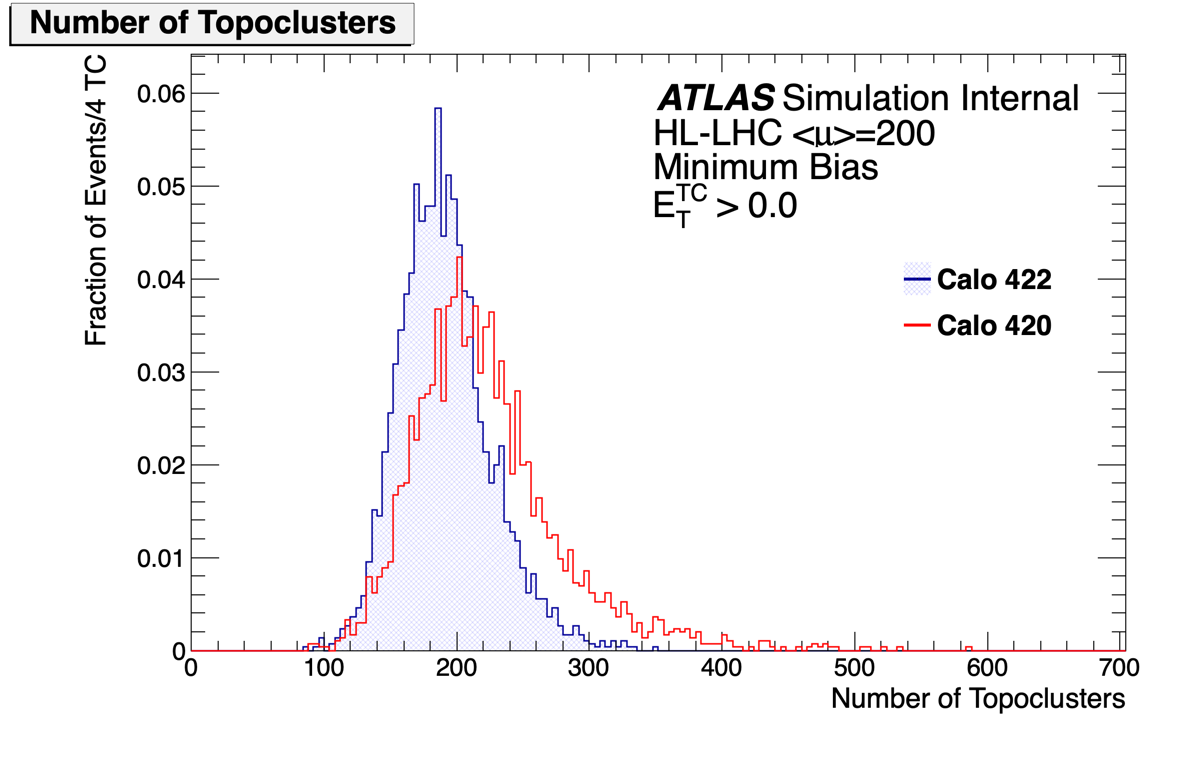 Number of Topoclusters
Fraction of Events/4 TC
0.06
0.05
0.04
0.03
0.02
0.01
0
ATLAS Simulation Internal
HL-LHC <μ>=200
Minimum Bias
E_T^TC > 0.0
Calo 422
Calo 420
0 100 200 300 400 500 600 700
Number of Topoclusters